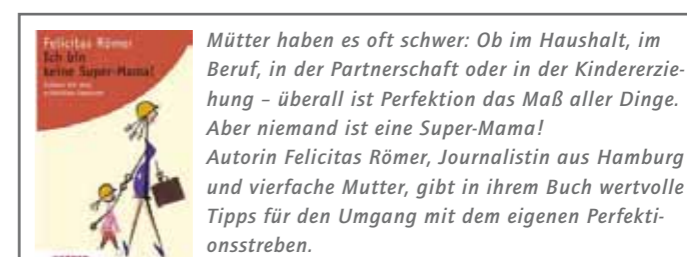 Felicitas Römer
Ich bin
keine Super-Mama!
Mütter haben es oft schwer: Ob im Haushalt, im
Beruf, in der Partnerschaft oder in der Kindererzie-
hung – überall ist Perfektion das Maß aller Dinge.
Aber niemand ist eine Super-Mama!
Autorin Felicitas Römer, Journalistin aus Hamburg
und vierfache Mutter, gibt in ihrem Buch wertvolle
Tipps für den Umgang mit dem eigenen Perfekti-
onsstreben.